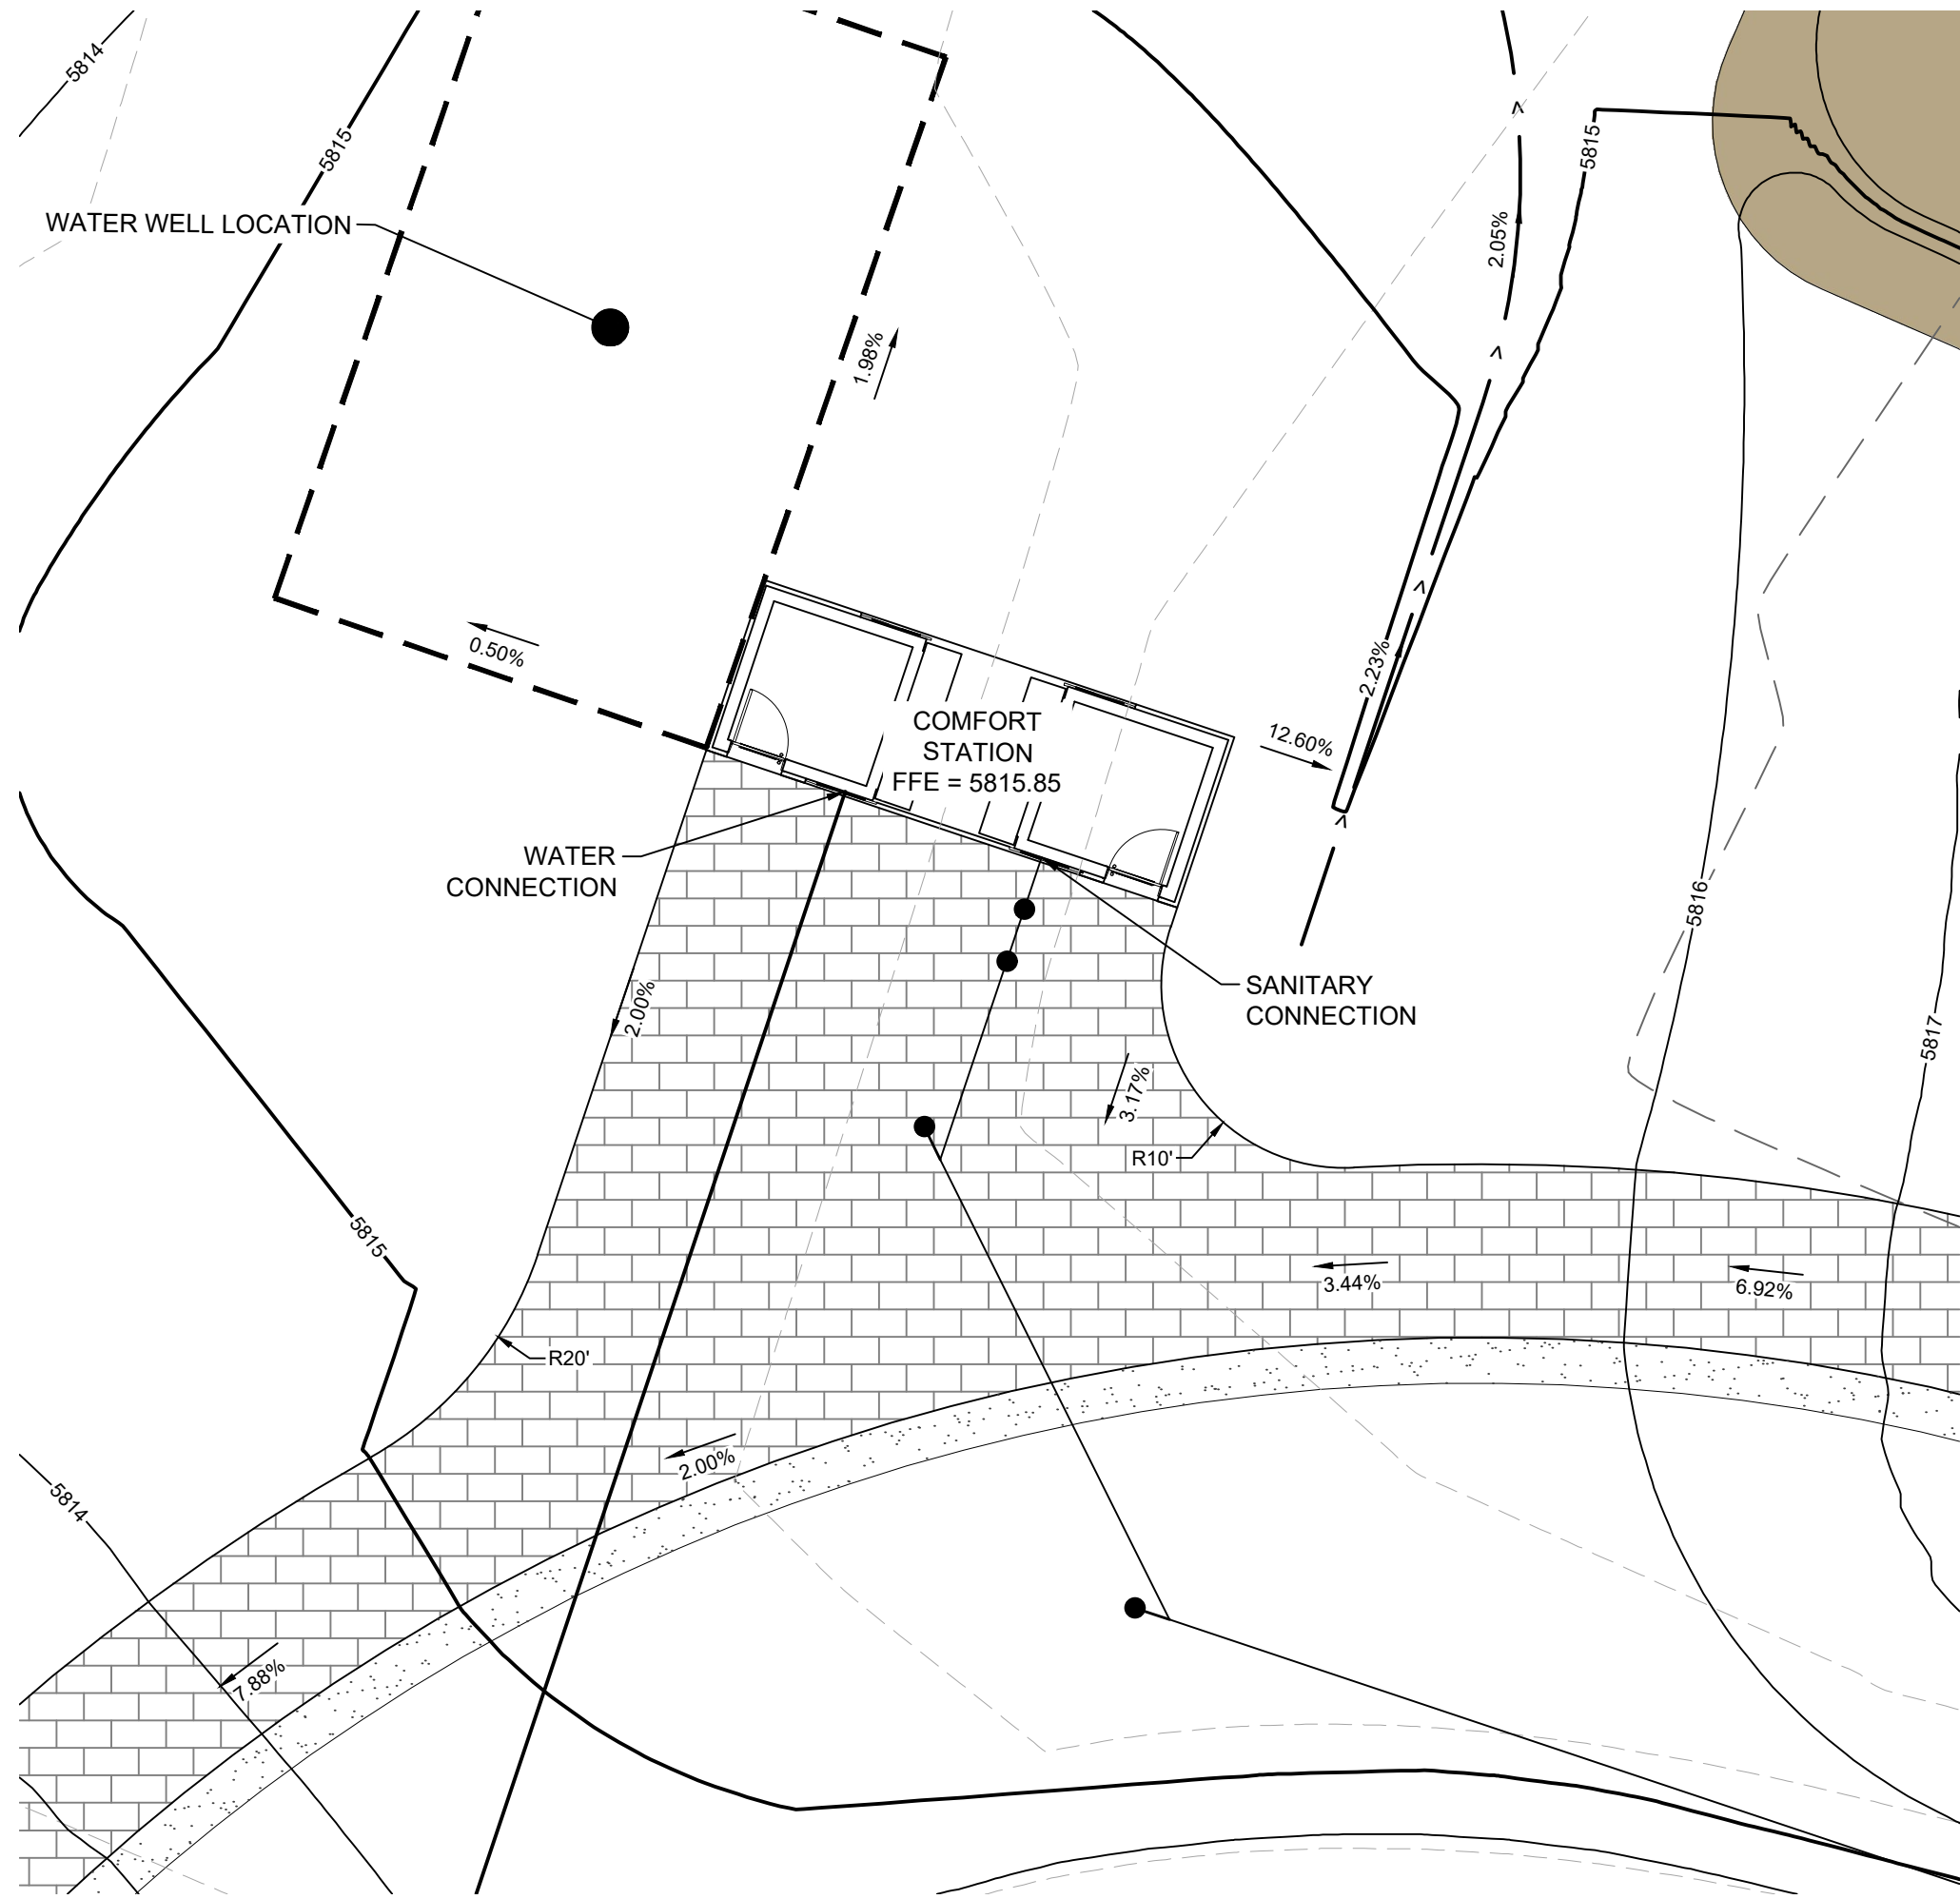 5814
5815
5815
WATER WELL LOCATION
2.05%
1.98%
0.50%
2.23%
COMFORT
STATION
FFE = 5815.85
12.60%
WATER
CONNECTION
5816
SANITARY
CONNECTION
2.00%
5817
3.17%
R10'
5815
3.44%
6.92%
R20'
2.00%
5814
7.88%